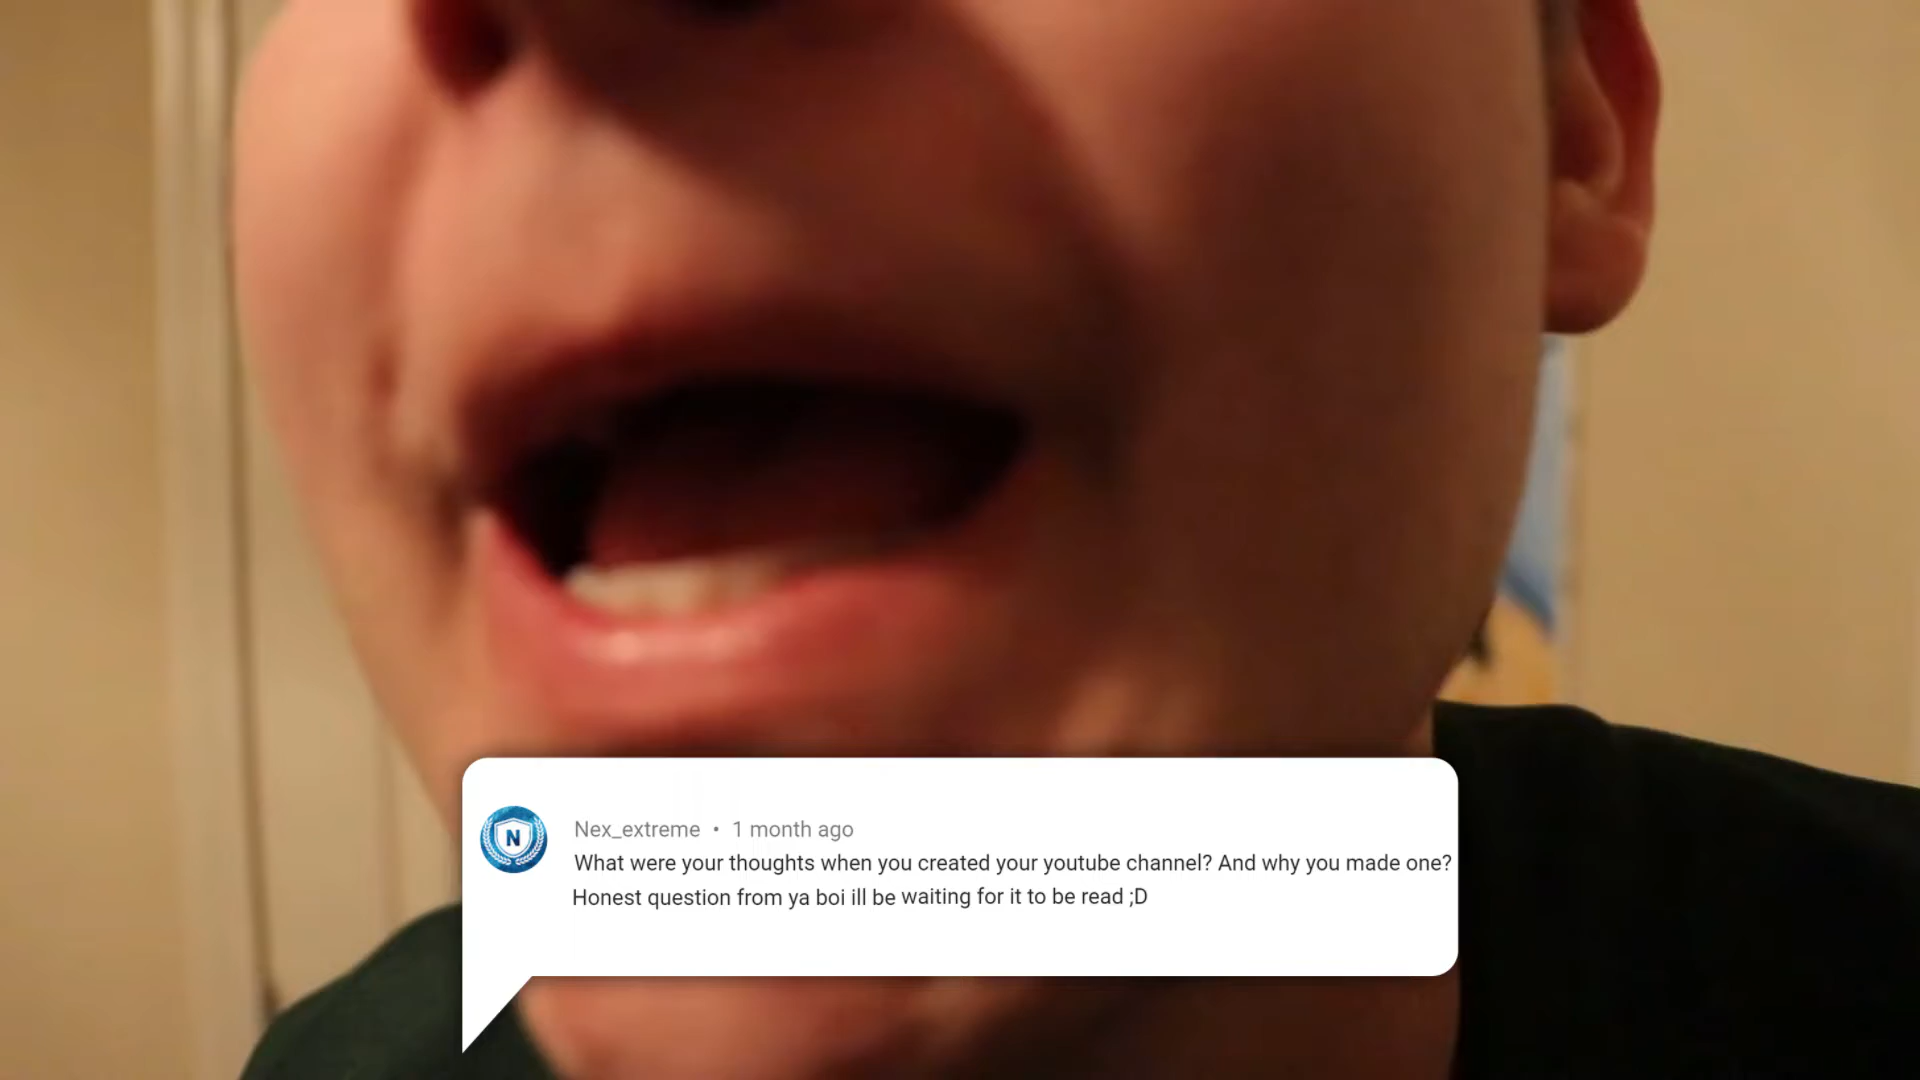 N
Nex_extreme • 1 month ago
What were your thoughts when you created your youtube channel? And why you made one?
Honest question from ya boi ill be waiting for it to be read ;D